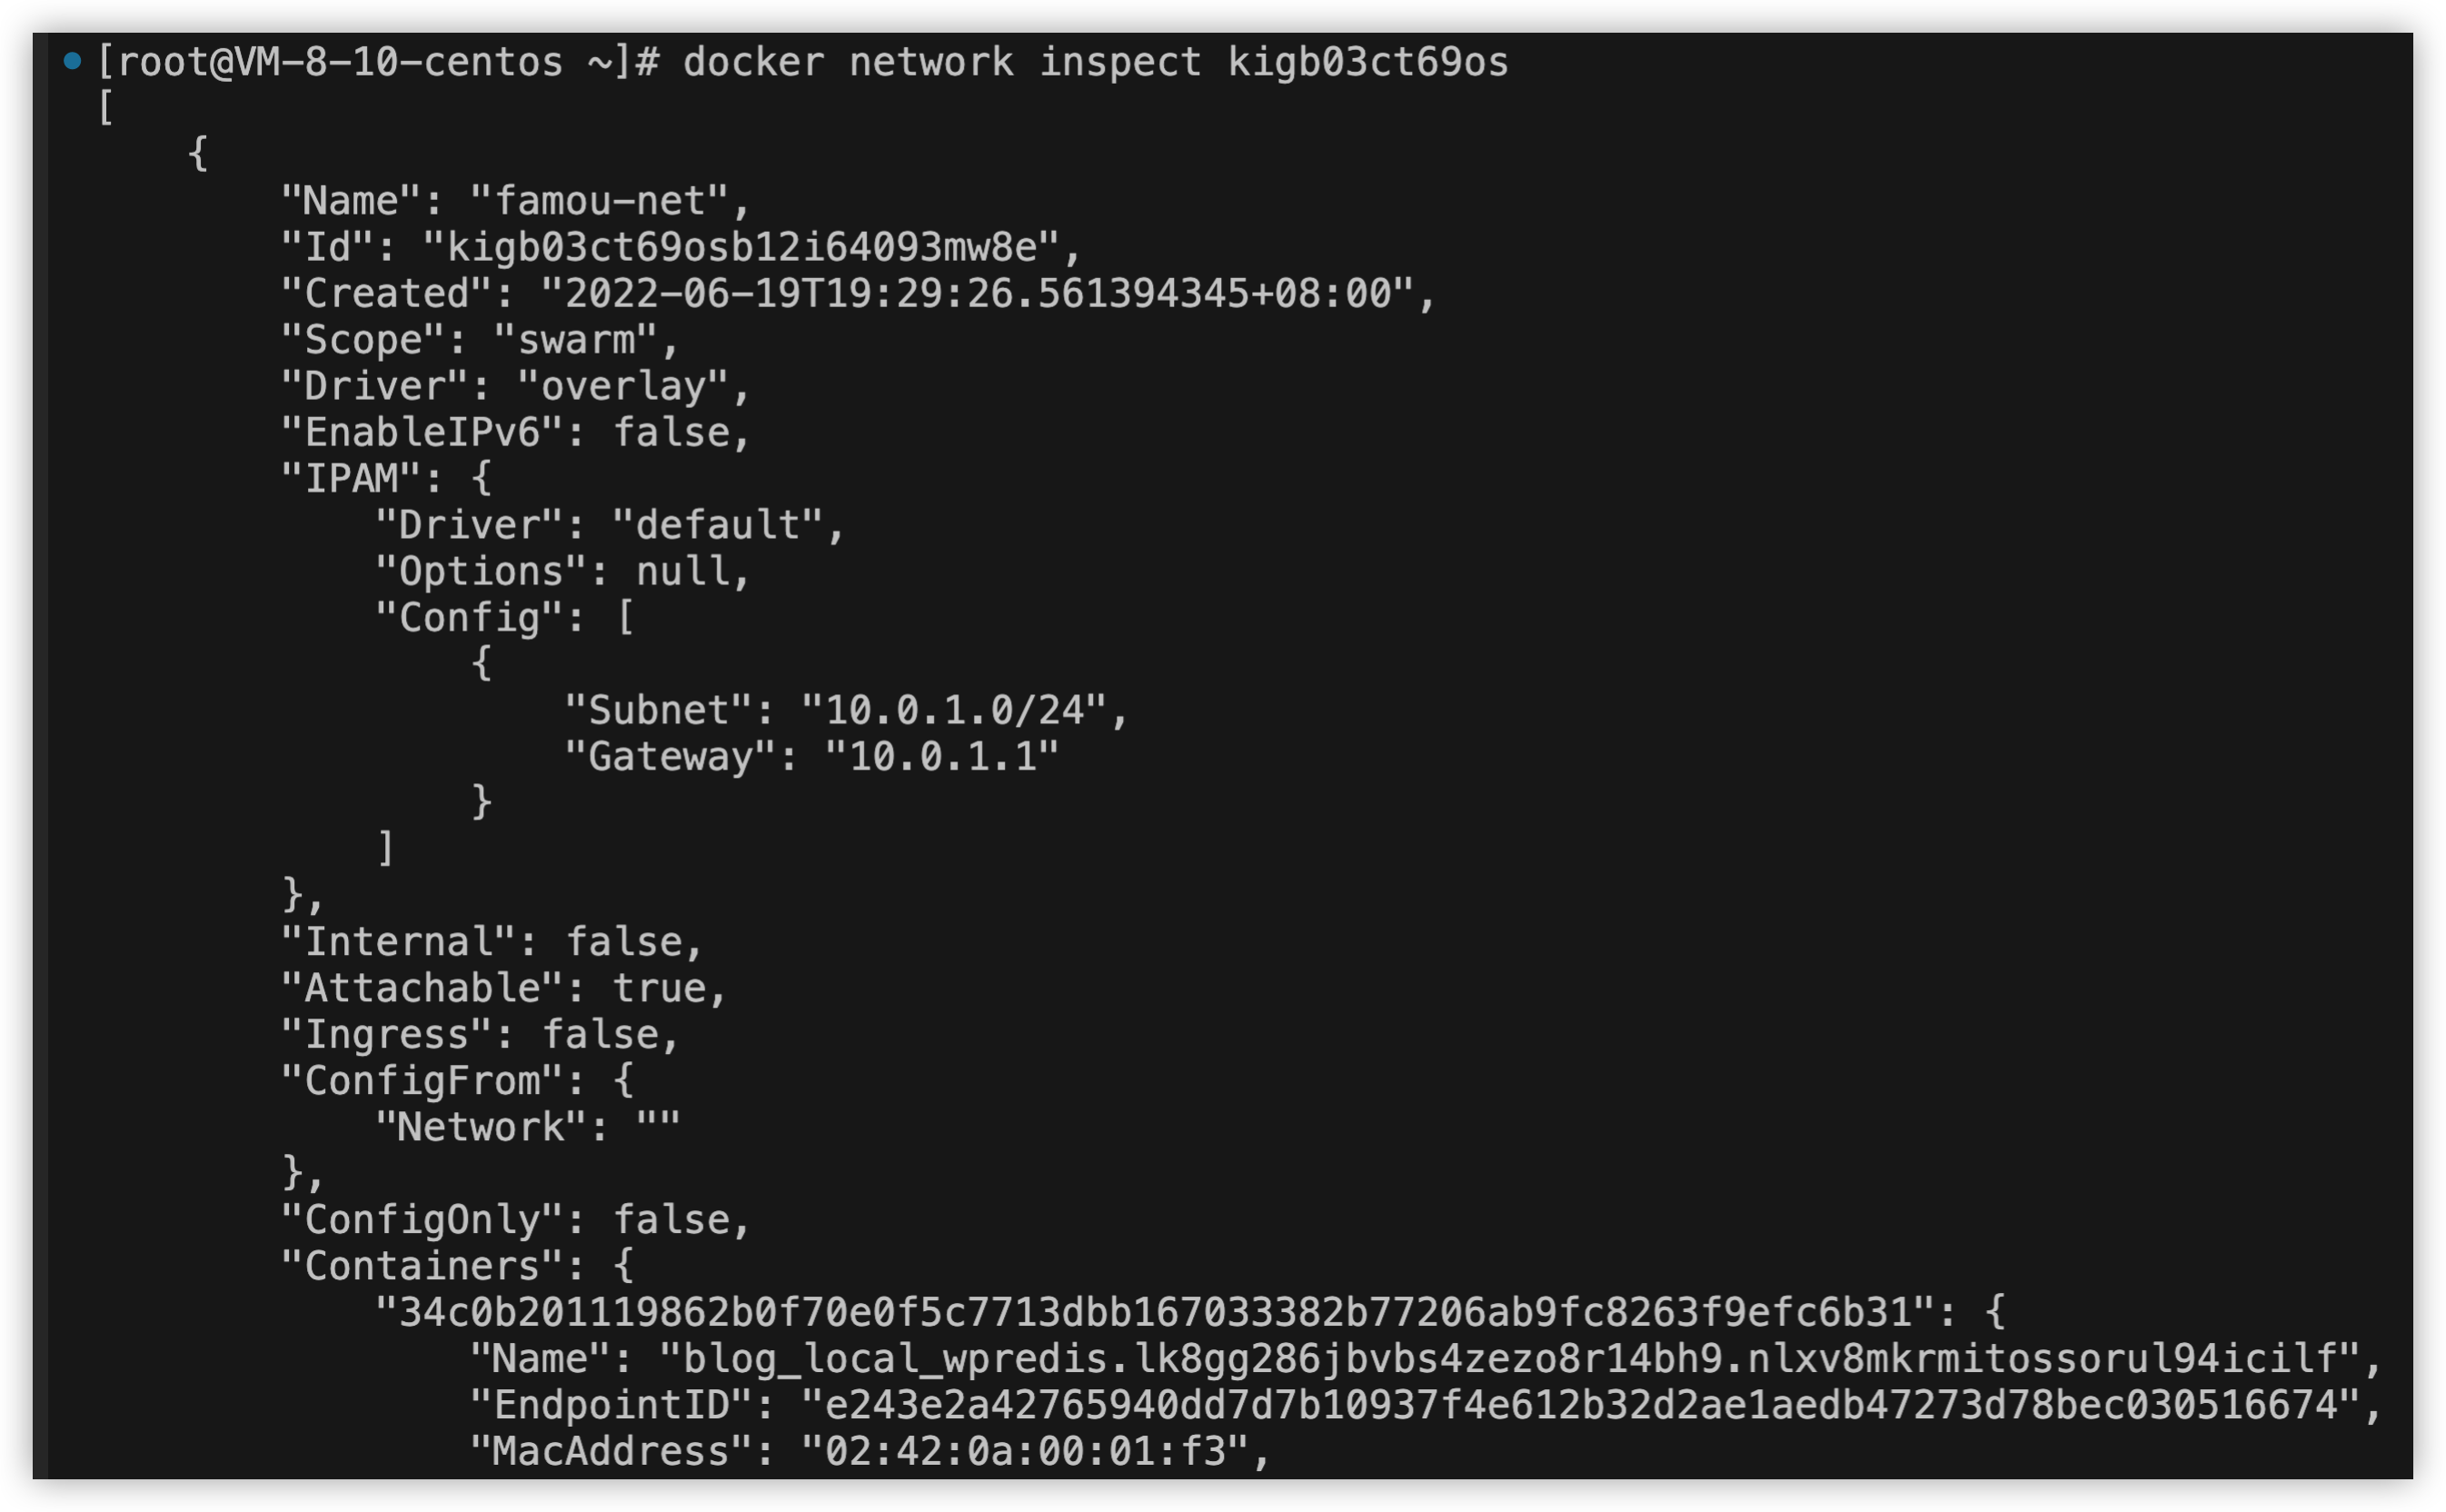 [root@VM-8-10-centos ~]# docker network inspect kigb03ct69os
[
    {
        "Name": "famou-net",
        "Id": "kigb03ct69osb12i64093mw8e",
        "Created": "2022-06-19T19:29:26.561394345+08:00",
        "Scope": "swarm",
        "Driver": "overlay",
        "EnableIPv6": false,
        "IPAM": {
            "Driver": "default",
            "Options": null,
            "Config": [
                {
                    "Subnet": "10.0.1.0/24",
                    "Gateway": "10.0.1.1"
                }
            ]
        },
        "Internal": false,
        "Attachable": true,
        "Ingress": false,
        "ConfigFrom": {
            "Network": ""
        },
        "ConfigOnly": false,
        "Containers": {
            "34c0b201119862b0f70e0f5c7713dbb167033382b77206ab9fc8263f9efc6b31": {
                "Name": "blog_local_wpredis.lk8gg286jbvbs4zezo8r14bh9.nlxv8mkrmitossorul94icilf",
                "EndpointID": "e243e2a42765940dd7d7b10937f4e612b32d2ae1aedb47273d78bec030516674",
                "MacAddress": "02:42:0a:00:01:f3",